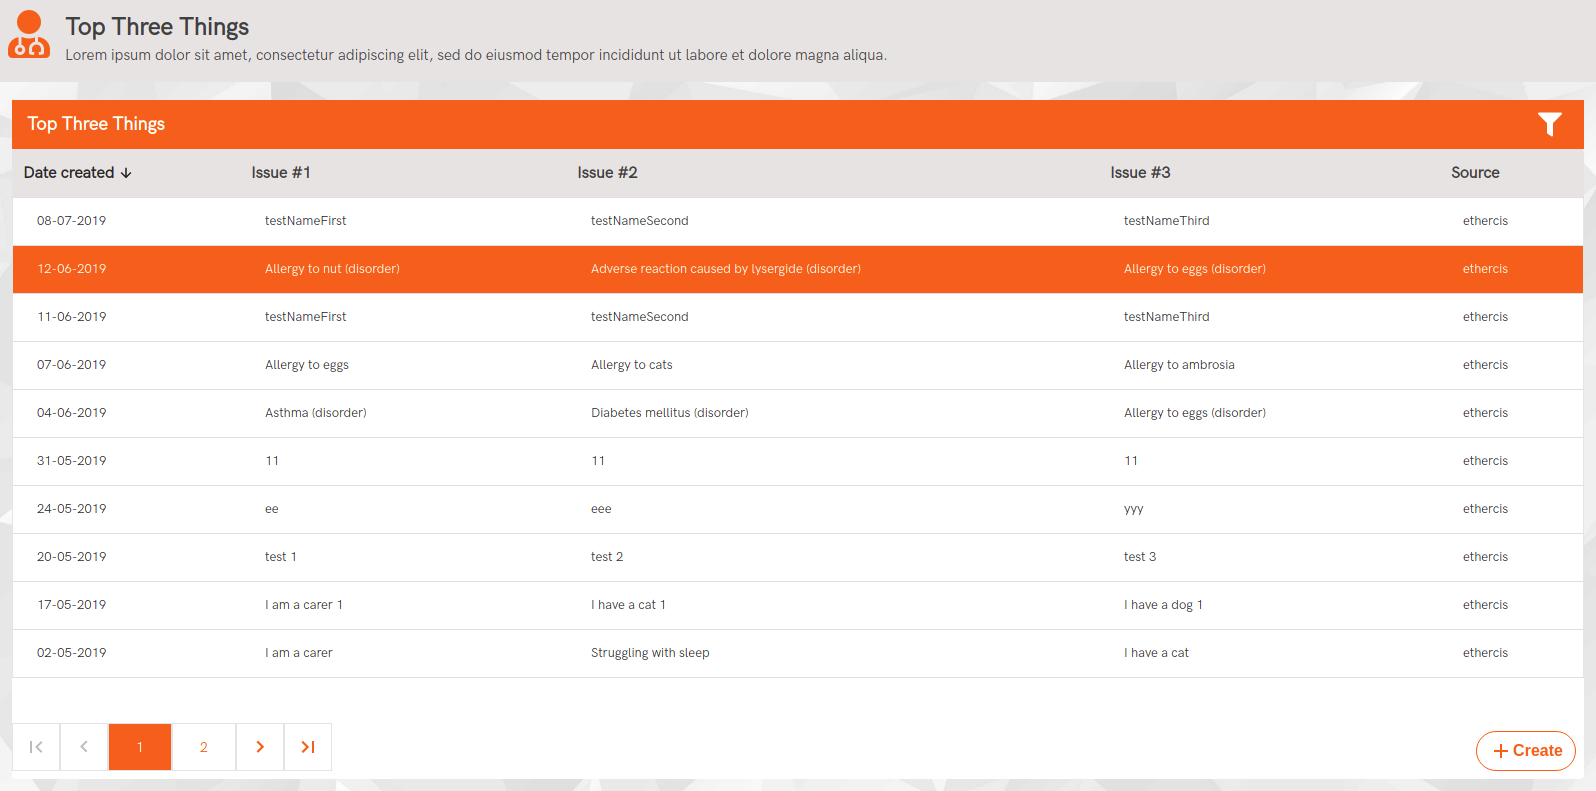 Top Three Things
Lorem ipsum dolor sit amet, consectetur adipiscing elit, sed do eiusmod tempor incididunt ut labore et dolore magna aliqua.
Top Three Things
Date created Issue #1 Issue #2 Issue #3 Source
08-07-2019 testNameFirst testNameSecond testNameThird ethercis
12-06-2019 Allergy to nut (disorder) Adverse reaction caused by lysergide (disorder) Allergy to eggs (disorder) ethercis
11-06-2019 testNameFirst testNameSecond testNameThird ethercis
07-06-2019 Allergy to eggs Allergy to cats Allergy to ambrosia ethercis
04-06-2019 Asthma (disorder) Diabetes mellitus (disorder) Allergy to eggs (disorder) ethercis
31-05-2019 11 11 11 ethercis
24-05-2019 ee eee yyy ethercis
20-05-2019 test 1 test 2 test 3 ethercis
17-05-2019 I am a carer 1 I have a cat 1 I have a dog 1 ethercis
02-05-2019 I am a carer Struggling with sleep I have a cat ethercis
1 2 Create